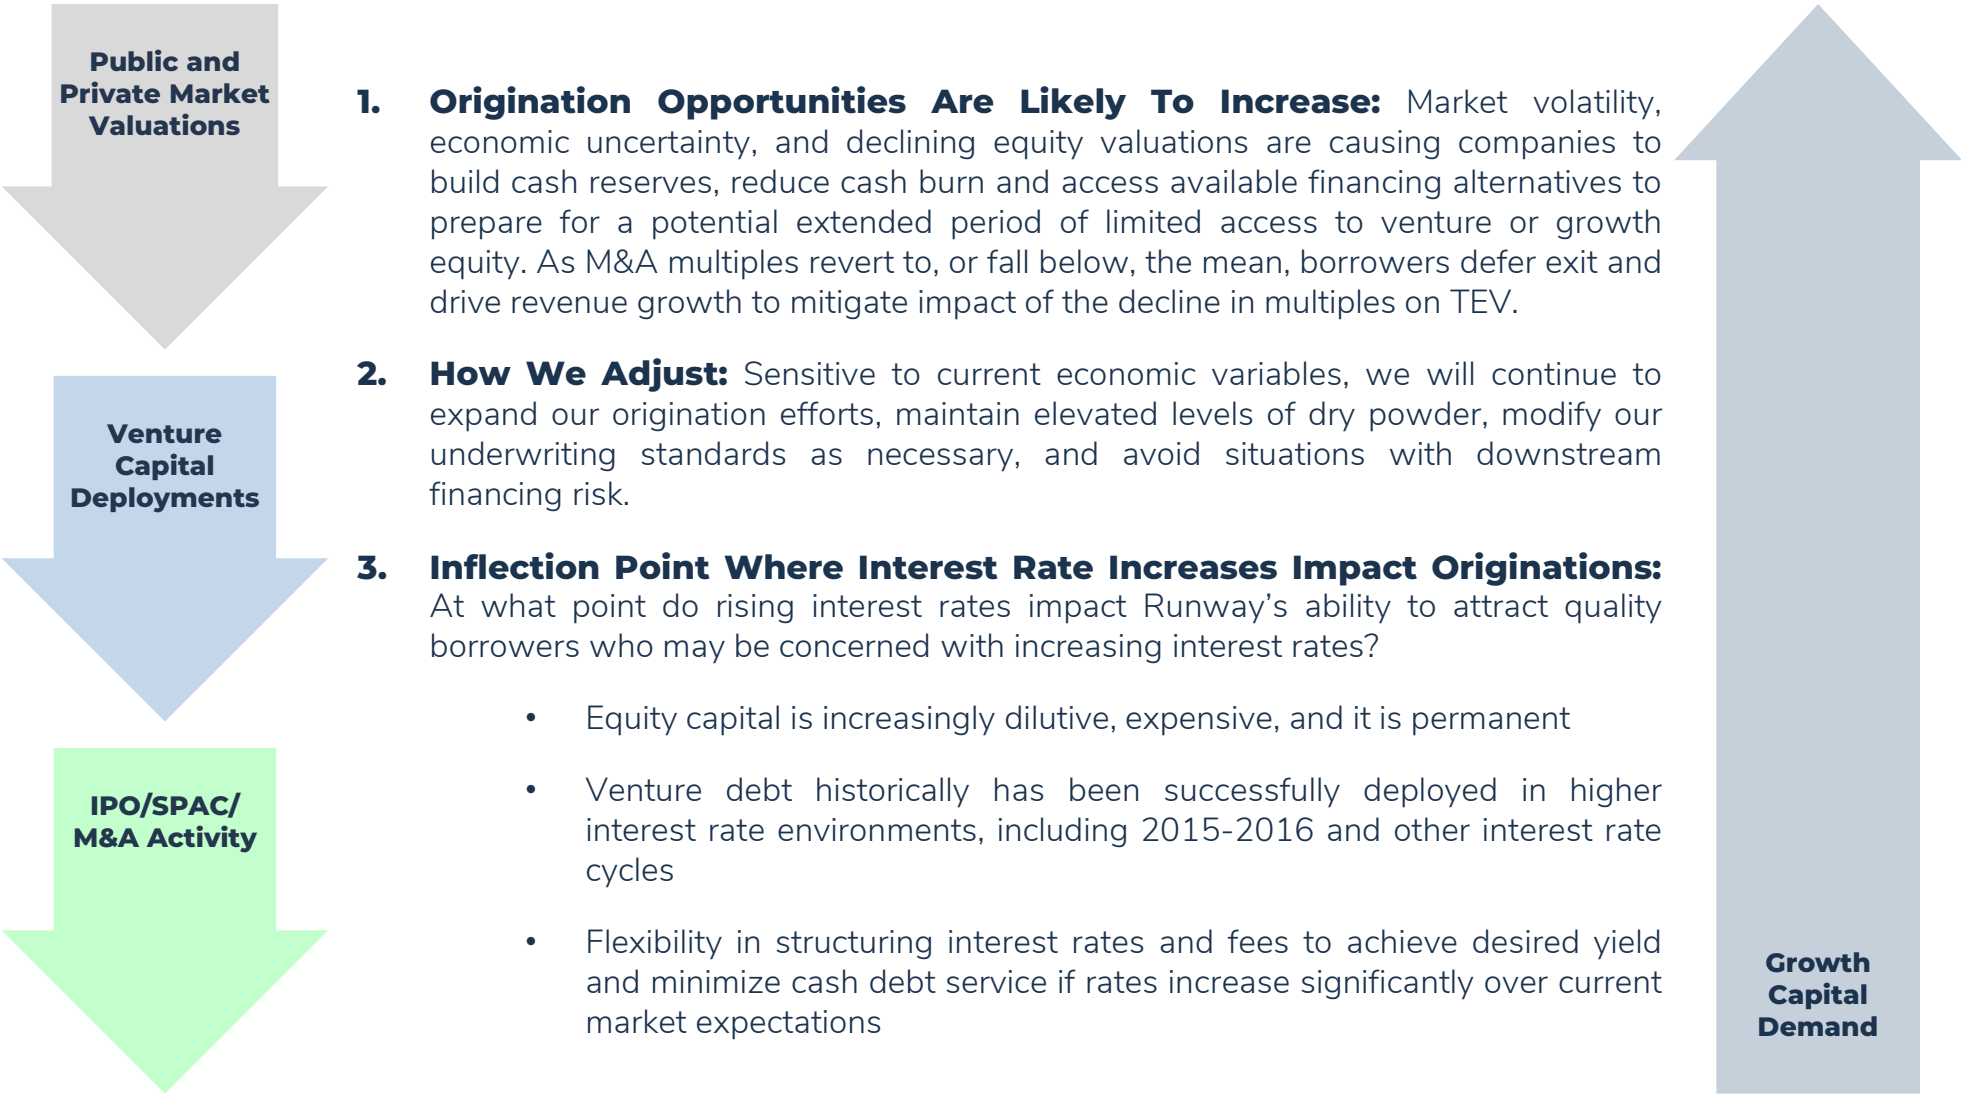 Public and
Private Market
Valuations
Venture
Capital
Deployments
IPO/SPAC/
M&A Activity
1. Origination Opportunities Are Likely To Increase: Market volatility,
economic uncertainty, and declining equity valuations are causing companies to
build cash reserves, reduce cash burn and access available financing alternatives to
prepare for a potential extended period of limited access to venture or growth
equity. As M&A multiples revert to, or fall below, the mean, borrowers defer exit and
drive revenue growth to mitigate impact of the decline in multiples on TEV.
2. How We Adjust: Sensitive to current economic variables, we will continue to
expand our origination efforts, maintain elevated levels of dry powder, modify our
underwriting standards as necessary, and avoid situations with downstream
financing risk.
3. Inflection Point Where Interest Rate Increases Impact Originations:
At what point do rising interest rates impact Runway’s ability to attract quality
borrowers who may be concerned with increasing interest rates?
• Equity capital is increasingly dilutive, expensive, and it is permanent
• Venture debt historically has been successfully deployed in higher
interest rate environments, including 2015-2016 and other interest rate
cycles
• Flexibility in structuring interest rates and fees to achieve desired yield
and minimize cash debt service if rates increase significantly over current
market expectations
Growth
Capital
Demand